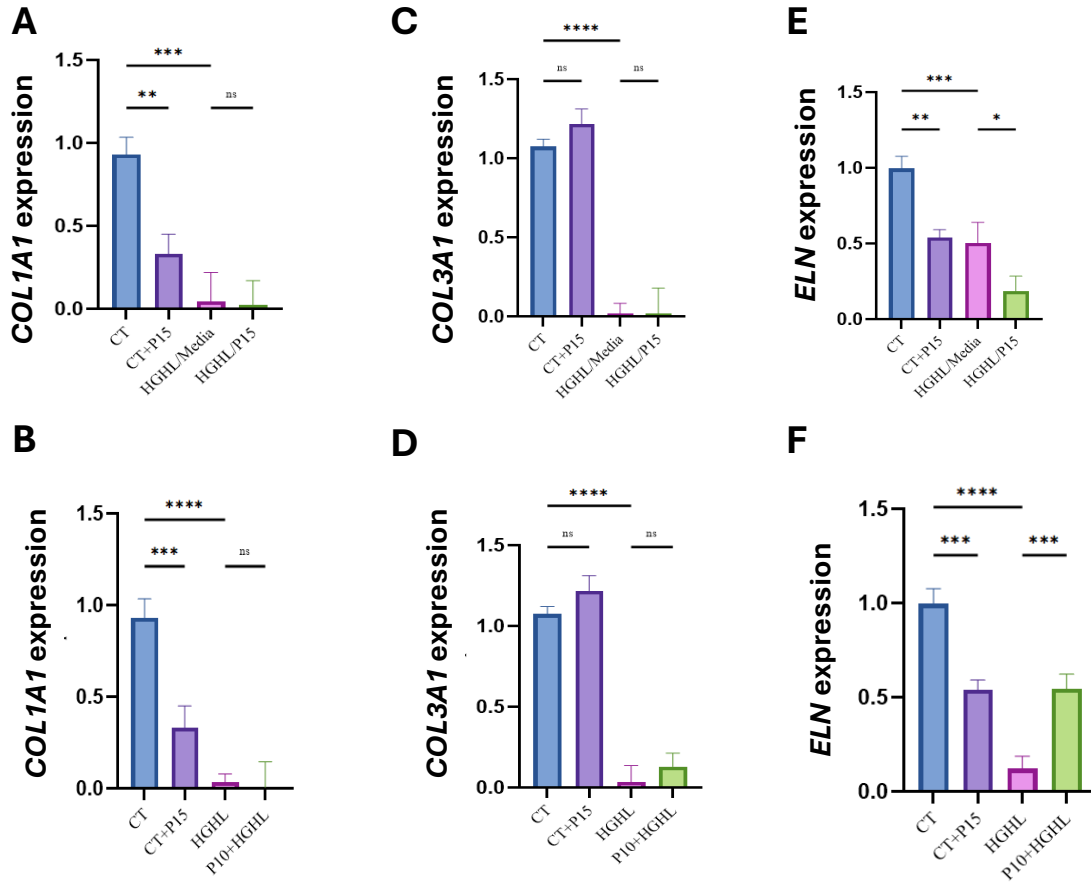 A
COL1A1 expression
1.5
1.0
0.5
0.0
***
**
ns
CT
CT+P15
HGHL/Media
HGHL/P15
C
COL3A1 expression
1.5
1.0
0.5
0.0
****
ns
ns
CT
CT+P15
HGHL/Media
HGHL/P15
E
ELN expression
1.5
1.0
0.5
0.0
***
**
*
CT
CT+P15
HGHL/Media
HGHL/P15
B
COL1A1 expression
1.5
1.0
0.5
0.0
****
***
ns
CT
CT+P15
HGHL
P10+HGHL
D
COL3A1 expression
1.5
1.0
0.5
0.0
****
ns
ns
CT
CT+P15
HGHL
P10+HGHL
F
ELN expression
1.5
1.0
0.5
0.0
****
***
***
CT
CT+P15
HGHL
P10+HGHL